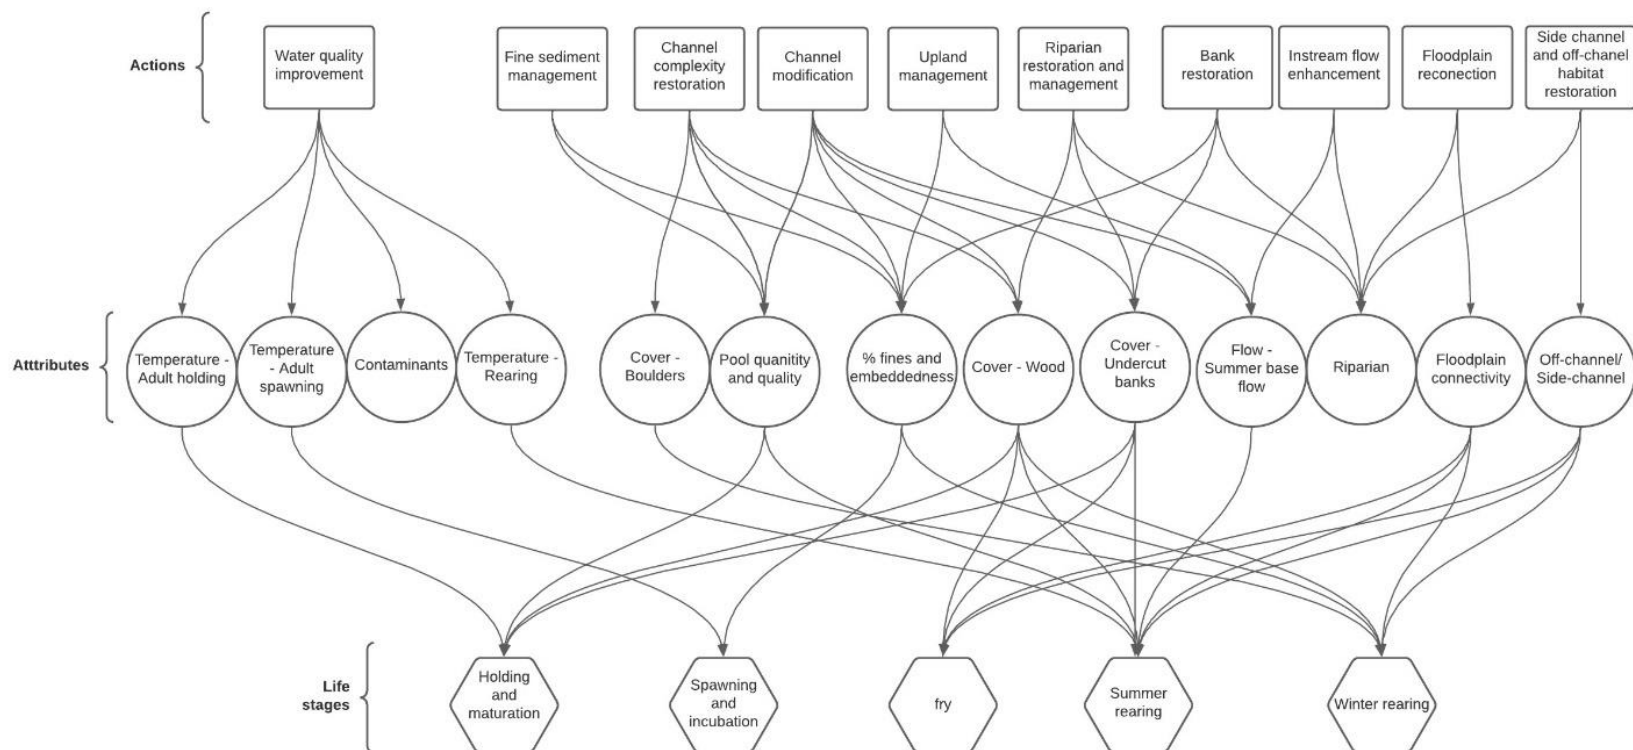 Actions
Water quality
improvement
Fine sediment
management
Channel
complexity
restoration
Channel
modification
Upland
management
Riparian
restoration and
management
Bank
restoration
Instream flow
enhancement
Floodplain
reconection
Side channel
and off-chanel
habitat
restoration
Atttributes
Temperature -
Adult holding
Temperature
- Adult
spawning
Contaminants
Temperature -
Rearing
Cover -
Boulders
Pool quanitity
and quality
% fines and
embeddedness
Cover - Wood
Cover -
Undercut
banks
Flow -
Summer base
flow
Riparian
Floodplain
connectivity
Off-channel/
Side-channel
Life
stages
Holding
and
maturation
Spawning
and
incubation
fry
Summer
rearing
Winter rearing